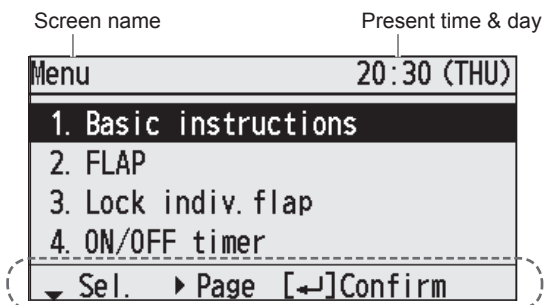 Screen name Present time & day
Menu 20:30 (THU)
1. Basic instructions
2. FLAP
3. Lock indiv.flap
4. ON/OFF timer
Sel. ▸ Page [↵]Confirm